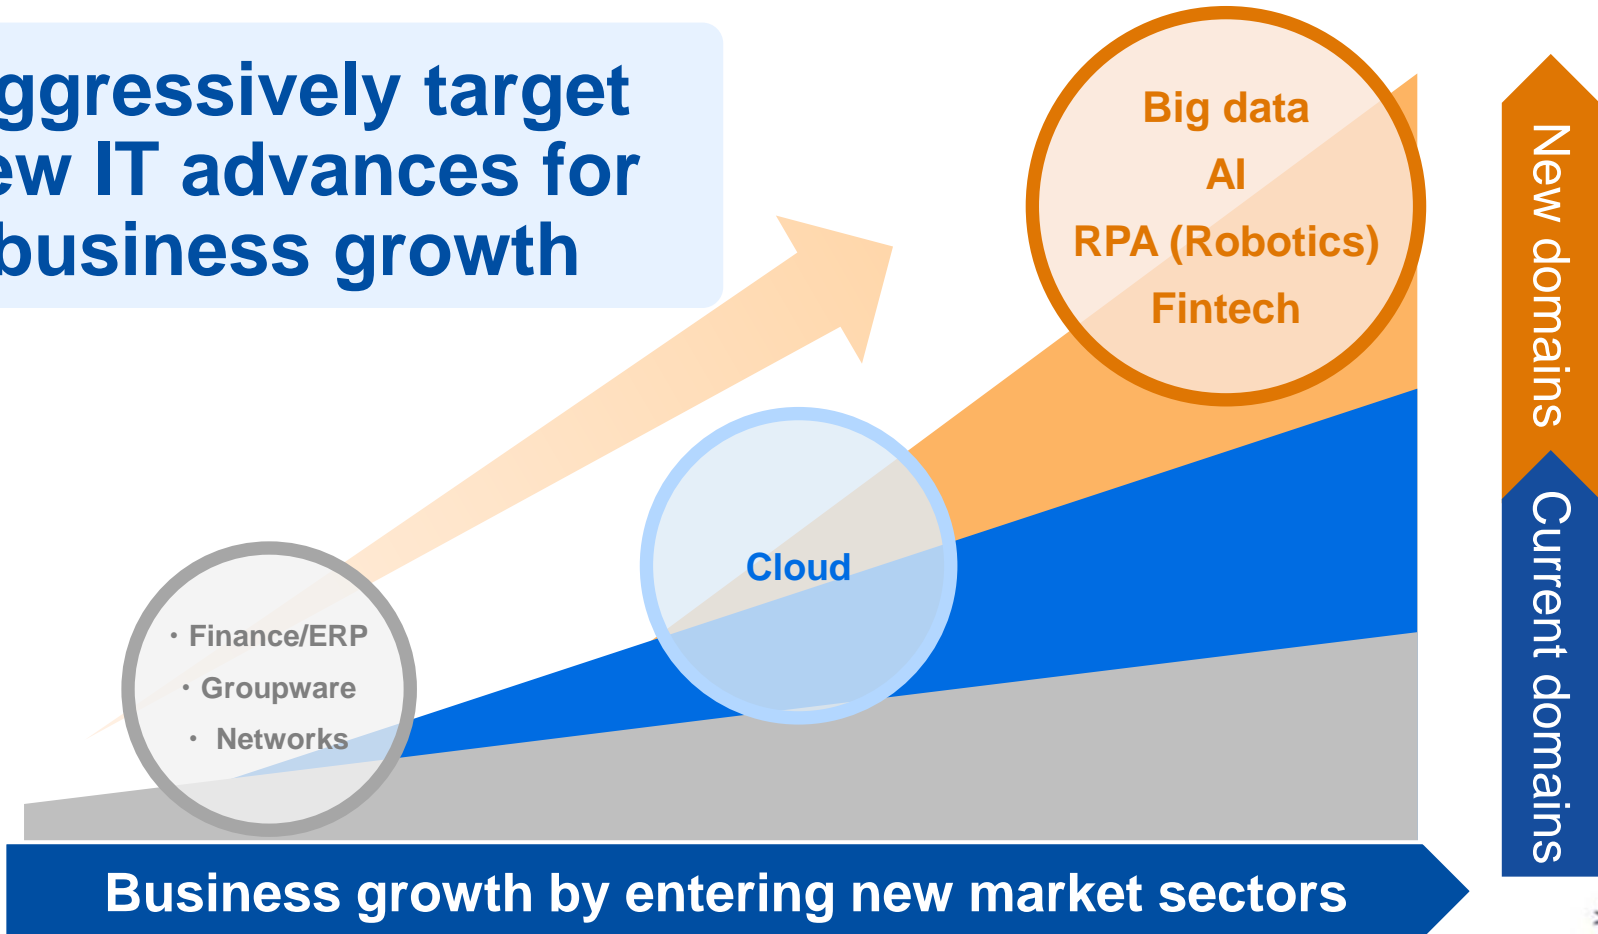 ggressively target
ew IT advances for
business growth
Big data
AI
RPA (Robotics)
Fintech
New domains
Cloud
Current domains
・Finance/ERP
・Groupware
・ Networks
Business growth by entering new market sectors